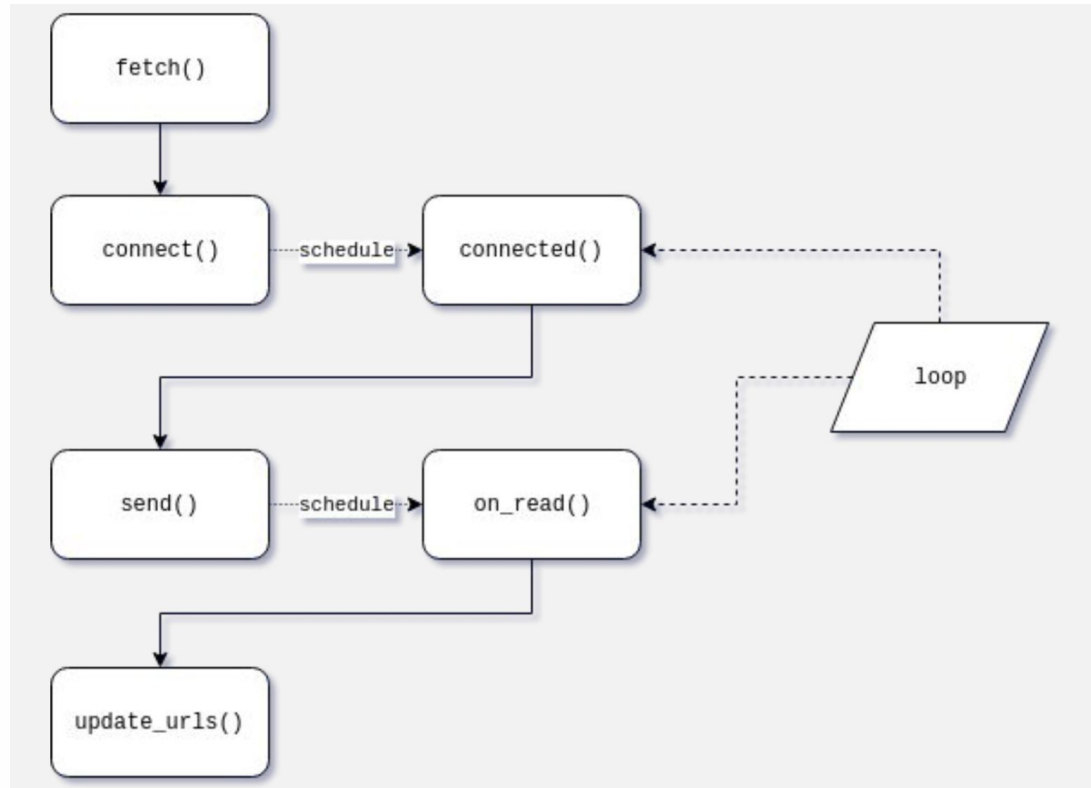 fetch()
connect()
schedule
connected()
loop
send()
schedule
on_read()
update_urls()